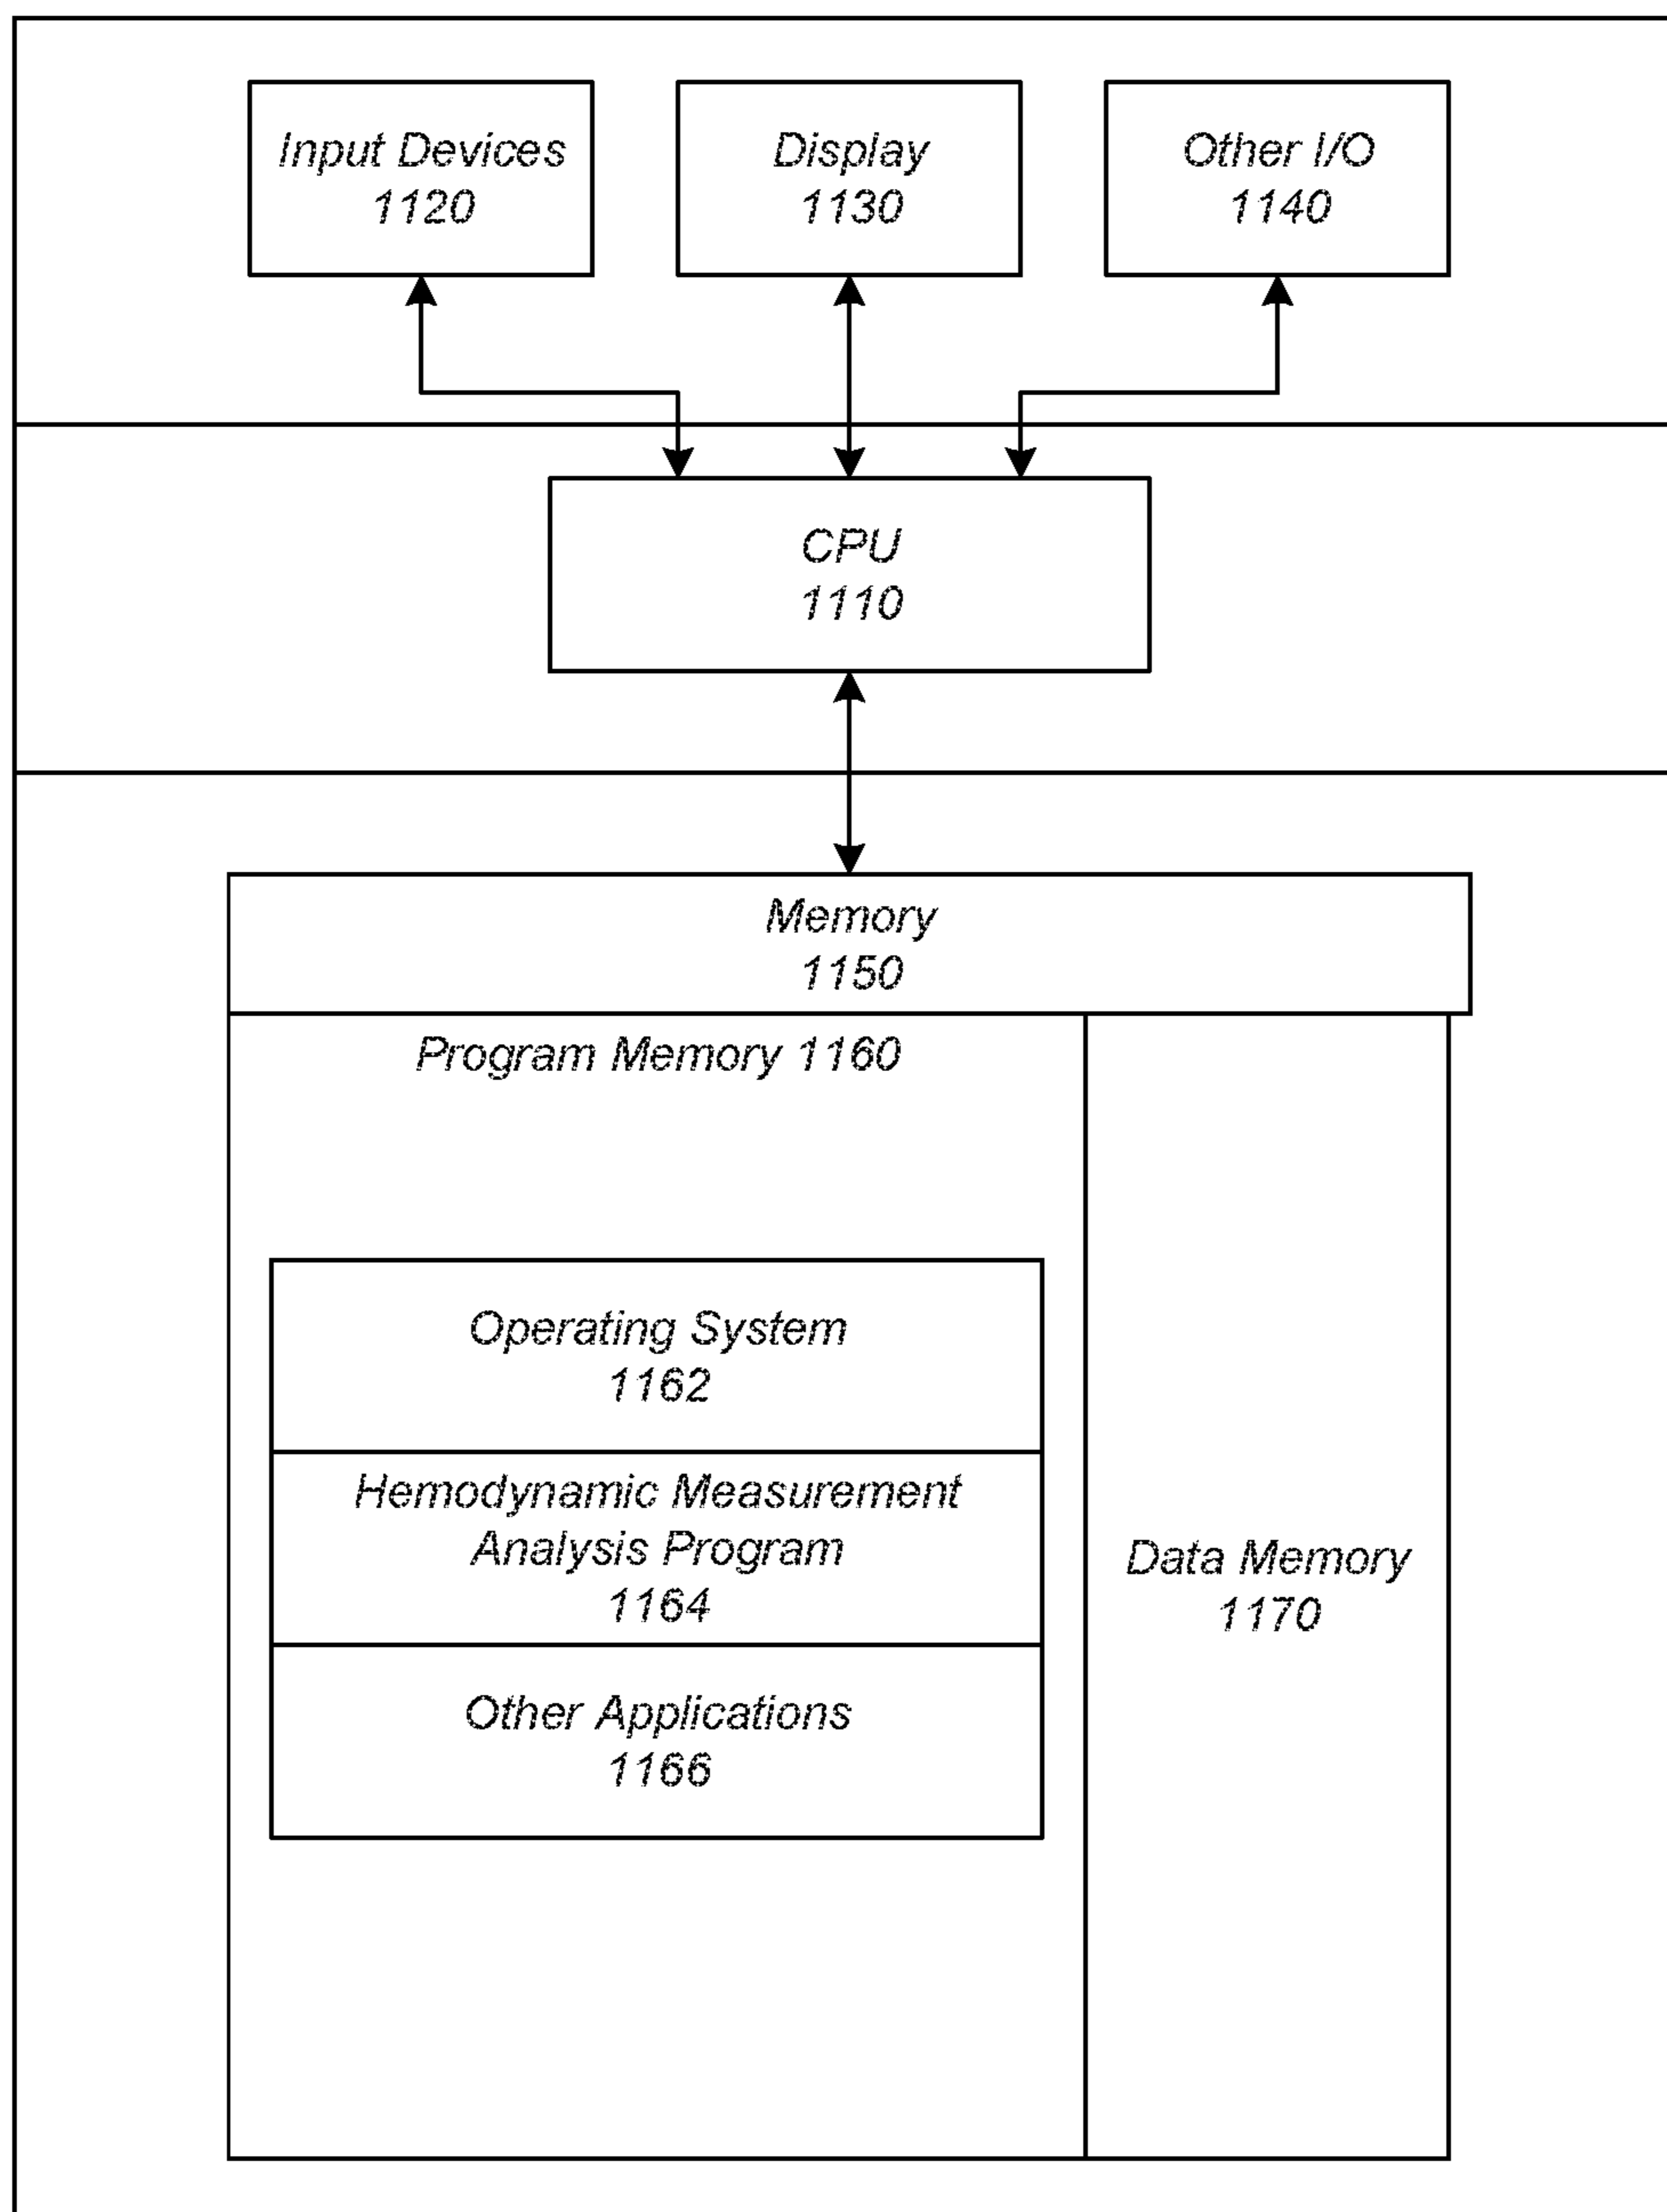 Input Devices
1120
Display
1130
Other I/O
1140
CPU
1110
Memory
1150
Program Memory 1160
Operating System
1162
Hemodynamic Measurement
Analysis Program
1164
Other Applications
1166
Data Memory
1170